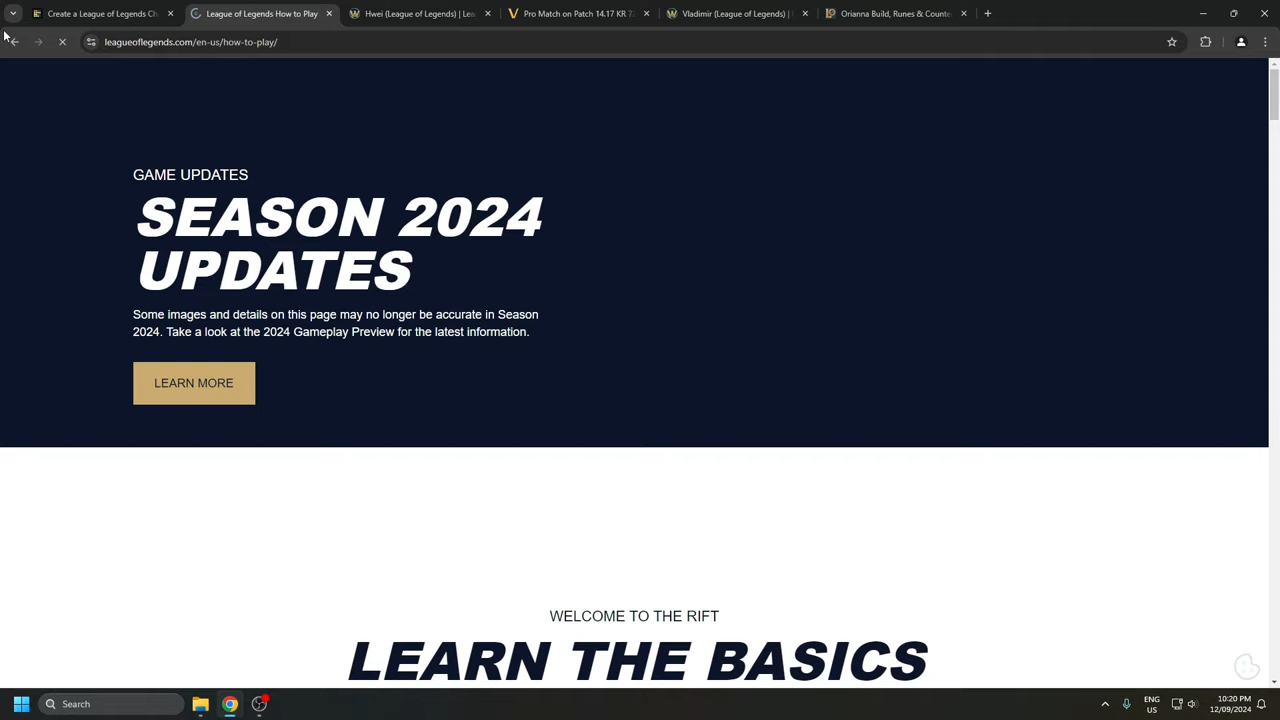 Create a League of Legends Ch
League of Legends How to Play
Hwei (League of Legends) | Lea
Pro Match on Patch 14.17 KR 7
Vladimir (League of Legends) |
Orianna Build, Runes & Counte
leagueoflegends.com/en-us/how-to-play/
GAME UPDATES
SEASON 2024
UPDATES
Some images and details on this page may no longer be accurate in Season
2024. Take a look at the 2024 Gameplay Preview for the latest information.
LEARN MORE
WELCOME TO THE RIFT
LEARN THE BASICS
Search
ENG
US
10:20 PM
12/09/2024